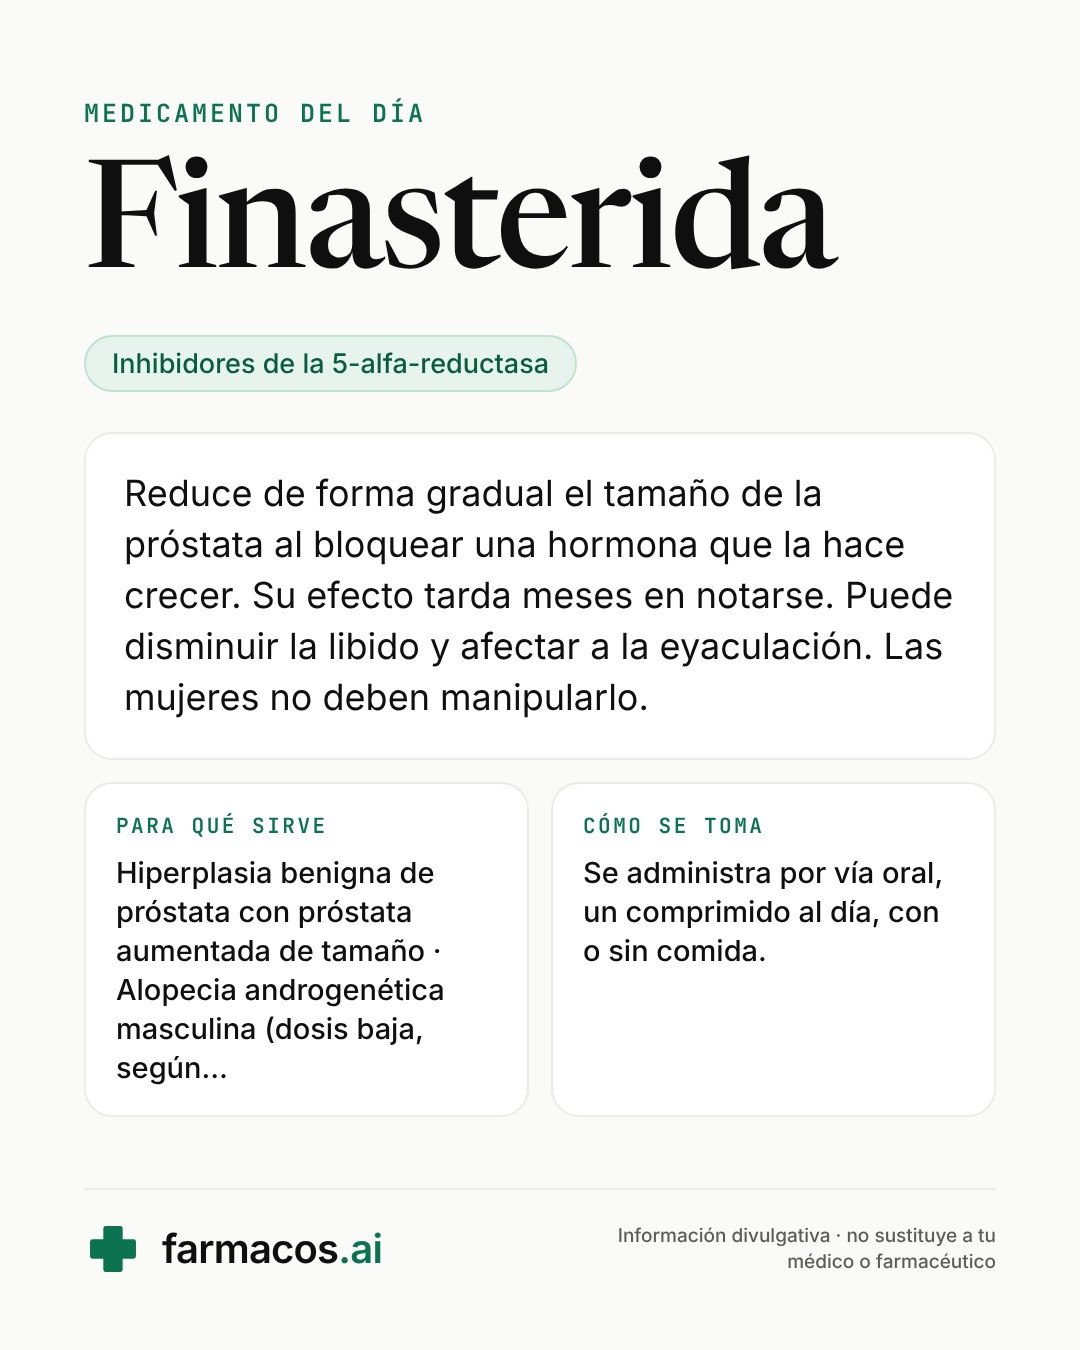 MEDICAMENTO DEL DÍA
Finasterida
Inhibidores de la 5-alfa-reductasa
Reduce de forma gradual el tamaño de la
próstata al bloquear una hormona que la hace
crecer. Su efecto tarda meses en notarse. Puede
disminuir la libido y afectar a la eyaculación. Las
mujeres no deben manipularlo.
PARA QUÉ SIRVE
Hiperplasia benigna de
próstata con próstata
aumentada de tamaño ·
Alopecia androgenética
masculina (dosis baja,
según…
CÓMO SE TOMA
Se administra por vía oral,
un comprimido al día, con
o sin comida.
farmacos.ai
Información divulgativa · no sustituye a tu
médico o farmacéutico